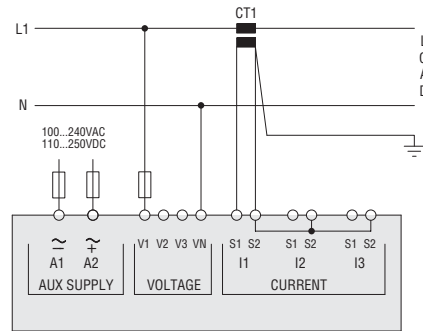 CT1
L1
L
O
A
D
N
100...240VAC
110...250VDC
V1 V2 V3 VN S1 S2 S1 S2 S1 S2
A1 A2 I1 I2 I3
AUX SUPPLY VOLTAGE CURRENT